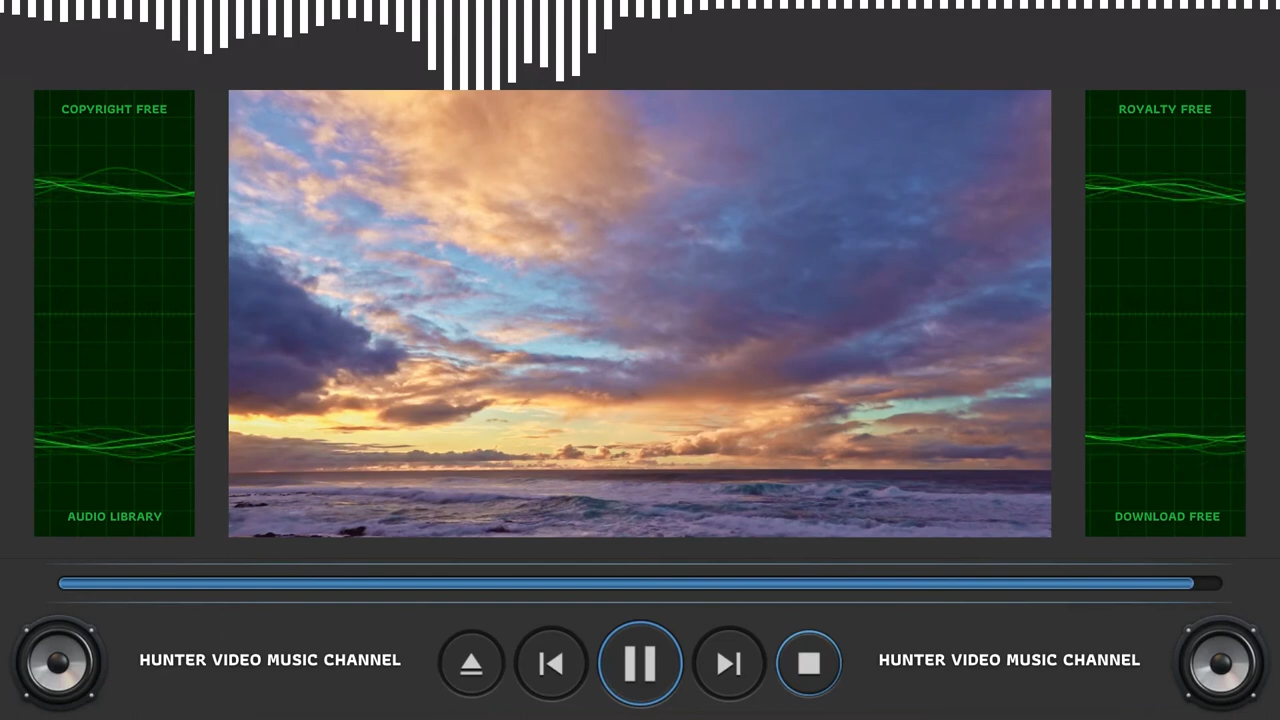 COPYRIGHT FREE
ROYALTY FREE
AUDIO LIBRARY
DOWNLOAD FREE
HUNTER VIDEO MUSIC CHANNEL
HUNTER VIDEO MUSIC CHANNEL